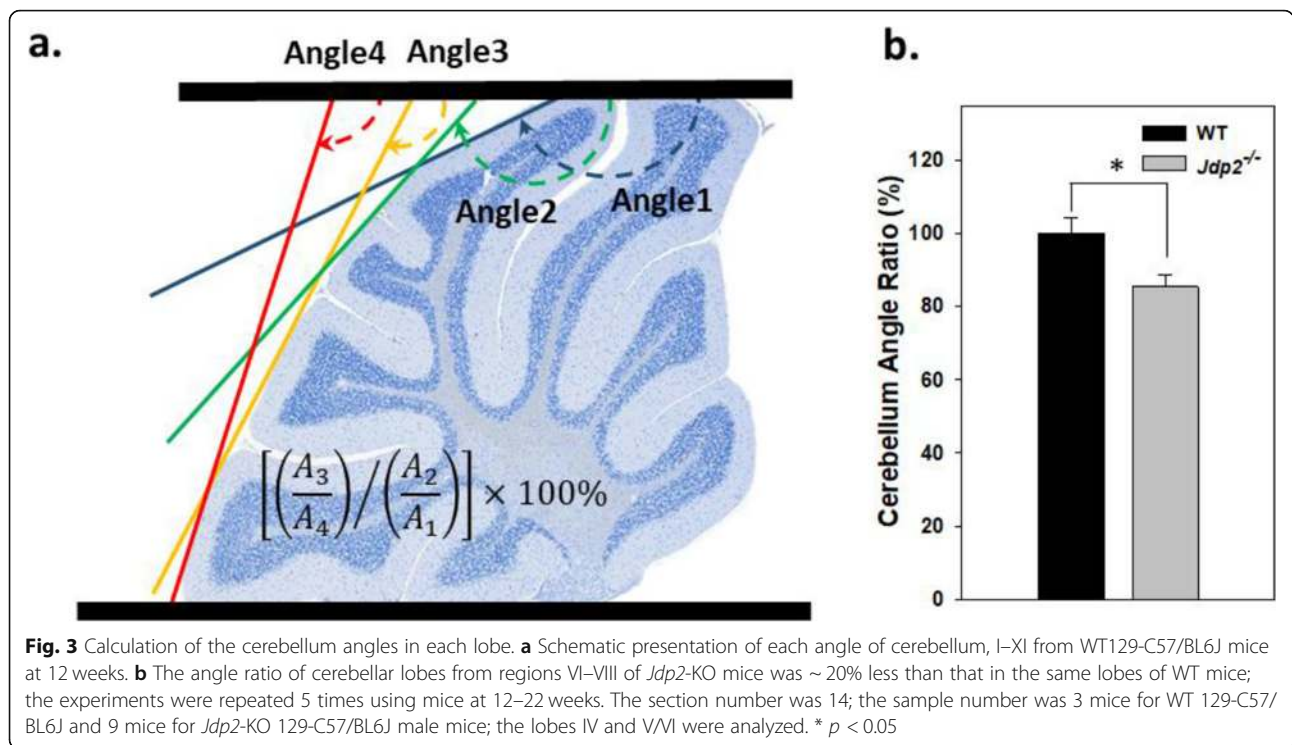 a.
Angle4 Angle3
Angle2 Angle1
[(A₃/A₄)/(A₂/A₁)] × 100%
b.
WT
Jdp2⁻/⁻
*
Cerebellum Angle Ratio (%)
120
100
80
60
40
20
0
Fig. 3 Calculation of the cerebellum angles in each lobe. a Schematic presentation of each angle of cerebellum, I–XI from WT129-C57/BL6J mice
at 12 weeks. b The angle ratio of cerebellar lobes from regions VI–VIII of Jdp2-KO mice was ~ 20% less than that in the same lobes of WT mice;
the experiments were repeated 5 times using mice at 12–22 weeks. The section number was 14; the sample number was 3 mice for WT 129-C57/
BL6J and 9 mice for Jdp2-KO 129-C57/BL6J male mice; the lobes IV and V/VI were analyzed. * p < 0.05